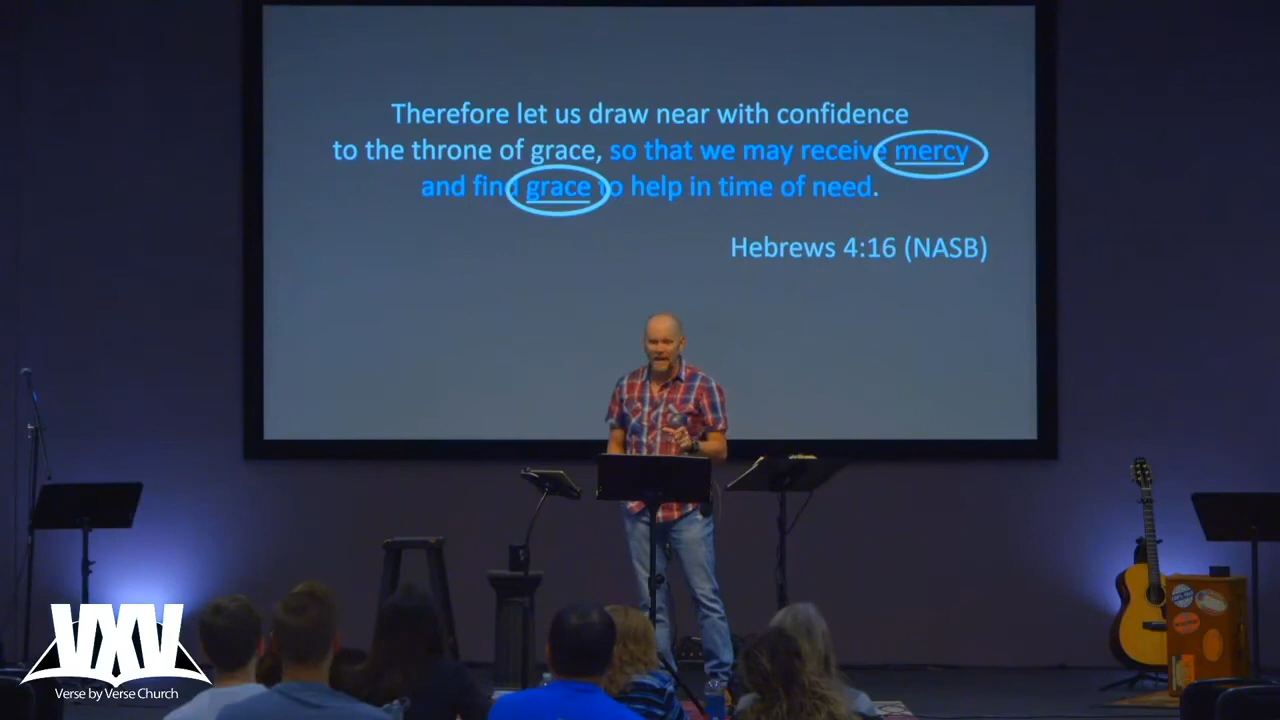 Therefore let us draw near with confidence
to the throne of grace, so that we may receive mercy
and find grace to help in time of need.
Hebrews 4:16 (NASB)
VXV
Verse by Verse Church